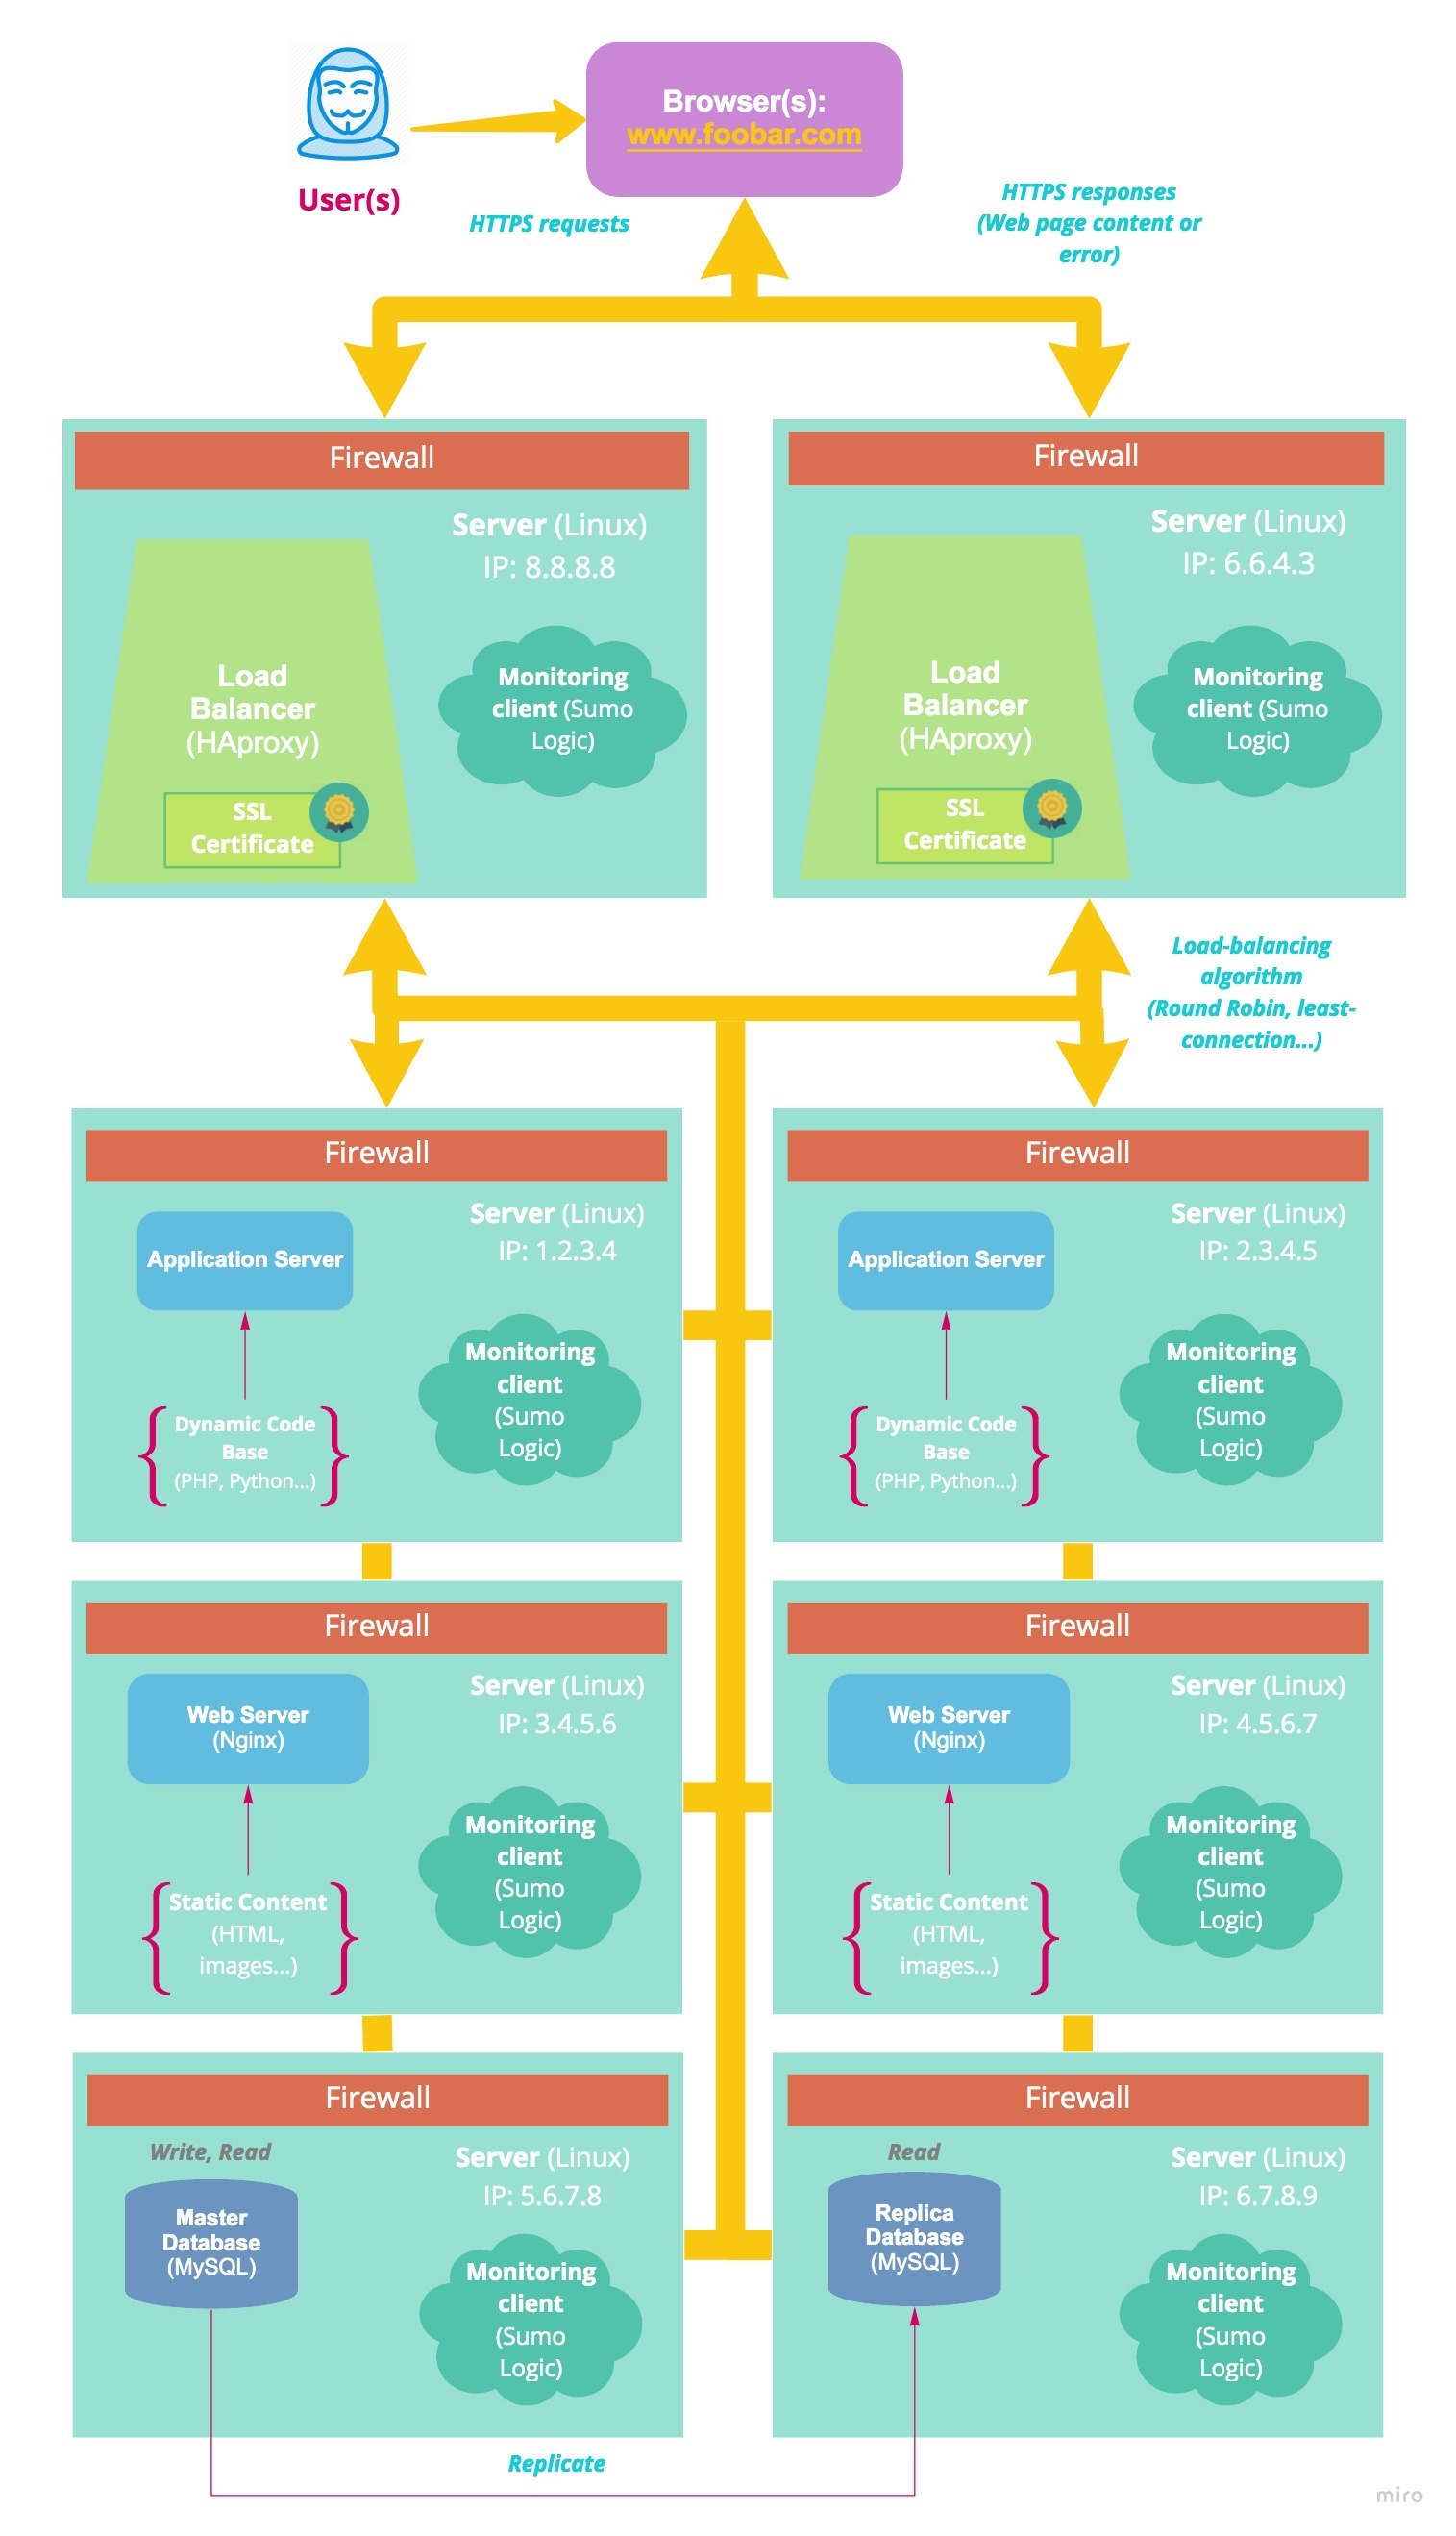 Browser(s):
www.foobar.com
User(s)
HTTPS requests
HTTPS responses
(Web page content or
error)
Firewall
Server (Linux)
IP: 8.8.8.8
Load
Balancer
(HAproxy)
Monitoring
client (Sumo
Logic)
SSL
Certificate
Firewall
Server (Linux)
IP: 6.6.4.3
Load
Balancer
(HAproxy)
Monitoring
client (Sumo
Logic)
SSL
Certificate
Load-balancing
algorithm
(Round Robin, least-
connection...)
Firewall
Server (Linux)
IP: 1.2.3.4
Application Server
Monitoring
client
(Sumo
Logic)
Dynamic Code
Base
(PHP, Python...)
Firewall
Server (Linux)
IP: 2.3.4.5
Application Server
Monitoring
client
(Sumo
Logic)
Dynamic Code
Base
(PHP, Python...)
Firewall
Server (Linux)
IP: 3.4.5.6
Web Server
(Nginx)
Monitoring
client
(Sumo
Logic)
Static Content
(HTML,
images...)
Firewall
Server (Linux)
IP: 4.5.6.7
Web Server
(Nginx)
Monitoring
client
(Sumo
Logic)
Static Content
(HTML,
images...)
Firewall
Write, Read
Server (Linux)
IP: 5.6.7.8
Master
Database
(MySQL)
Monitoring
client
(Sumo
Logic)
Firewall
Read
Server (Linux)
IP: 6.7.8.9
Replica
Database
(MySQL)
Monitoring
client
(Sumo
Logic)
Replicate
miro